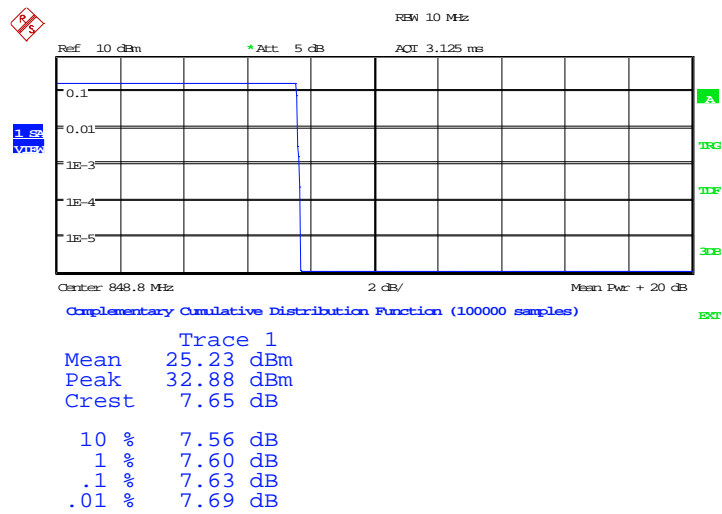 R S
RBW 10 MHz
Ref 10 dBm * Att 5 dB AQT 3.125 ms
0.1
A
1 SA
VIEW
0.01
TRG
1E-3
TDF
1E-4
1E-5
3DB
Center 848.8 MHz 2 dB/ Mean Pwr + 20 dB
Complementary Cumulative Distribution Function (100000 samples)
EXT
Trace 1
Mean 25.23 dBm
Peak 32.88 dBm
Crest 7.65 dB
10 % 7.56 dB
1 % 7.60 dB
.1 % 7.63 dB
.01 % 7.69 dB